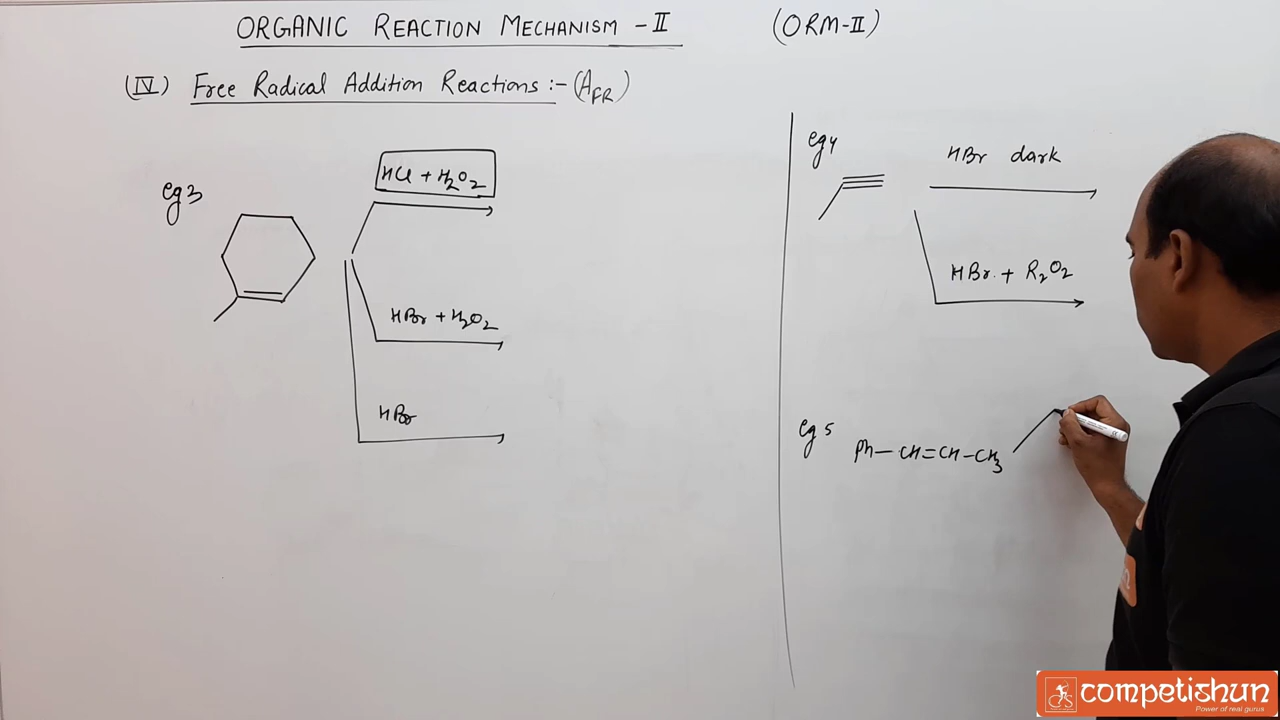 ORGANIC REACTION MECHANISM - II (ORM-II)
(IV) Free Radical Addition Reactions :- (AFR)
eg 3
HCl + H2O2
HBr + H2O2
HBr
eg 4
HBr dark
HBr + R2O2
eg 5
Ph-CH=CH-CH3
competishun
Power of real gurus